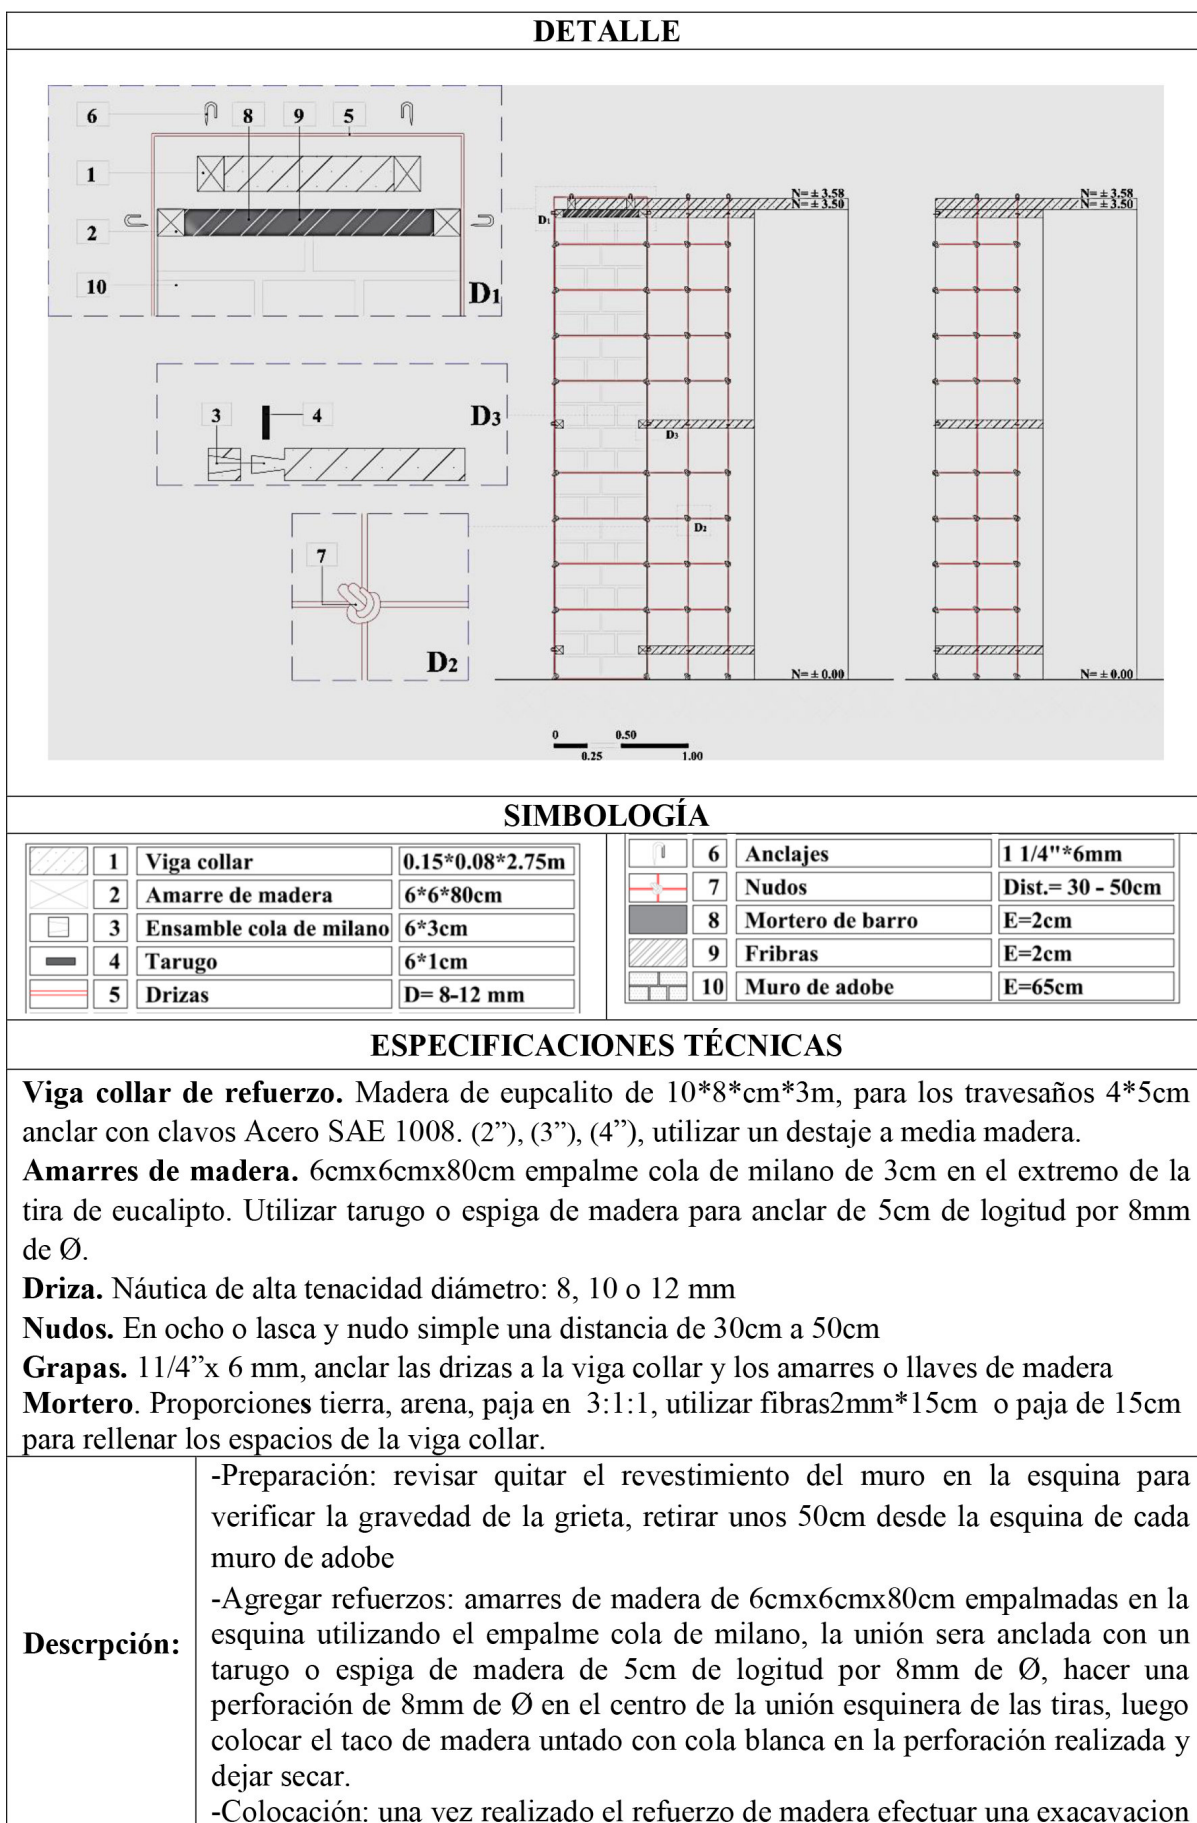 DETALLE
6
8
9
5
1
2
10
D1
N= ± 3.58
N= ± 3.50
D1
N= ± 3.58
N= ± 3.50
3
4
D3
D3
7
D2
D2
N= ± 0.00
N= ± 0.00
0
0.50
0.25
1.00
SIMBOLOGÍA
1 Viga collar 0.15*0.08*2.75m
2 Amarre de madera 6*6*80cm
3 Ensamble cola de milano 6*3cm
4 Tarugo 6*1cm
5 Drizas D= 8-12 mm
6 Anclajes 1 1/4"*6mm
7 Nudos Dist.= 30 - 50cm
8 Mortero de barro E=2cm
9 Fribras E=2cm
10 Muro de adobe E=65cm
ESPECIFICACIONES TÉCNICAS
Viga collar de refuerzo. Madera de eupcalito de 10*8*cm*3m, para los travesaños 4*5cm
anclar con clavos Acero SAE 1008. (2”), (3”), (4”), utilizar un destaje a media madera.
Amarres de madera. 6cmx6cmx80cm empalme cola de milano de 3cm en el extremo de la
tira de eucalipto. Utilizar tarugo o espiga de madera para anclar de 5cm de logitud por 8mm
de Ø.
Driza. Náutica de alta tenacidad diámetro: 8, 10 o 12 mm
Nudos. En ocho o lasca y nudo simple una distancia de 30cm a 50cm
Grapas. 11/4”x 6 mm, anclar las drizas a la viga collar y los amarres o llaves de madera
Mortero. Proporciones tierra, arena, paja en 3:1:1, utilizar fibras2mm*15cm o paja de 15cm
para rellenar los espacios de la viga collar.
Descrpción:
-Preparación: revisar quitar el revestimiento del muro en la esquina para
verificar la gravedad de la grieta, retirar unos 50cm desde la esquina de cada
muro de adobe
-Agregar refuerzos: amarres de madera de 6cmx6cmx80cm empalmadas en la
esquina utilizando el empalme cola de milano, la unión sera anclada con un
tarugo o espiga de madera de 5cm de logitud por 8mm de Ø, hacer una
perforación de 8mm de Ø en el centro de la unión esquinera de las tiras, luego
colocar el taco de madera untado con cola blanca en la perforación realizada y
dejar secar.
-Colocación: una vez realizado el refuerzo de madera efectuar una exacavacion